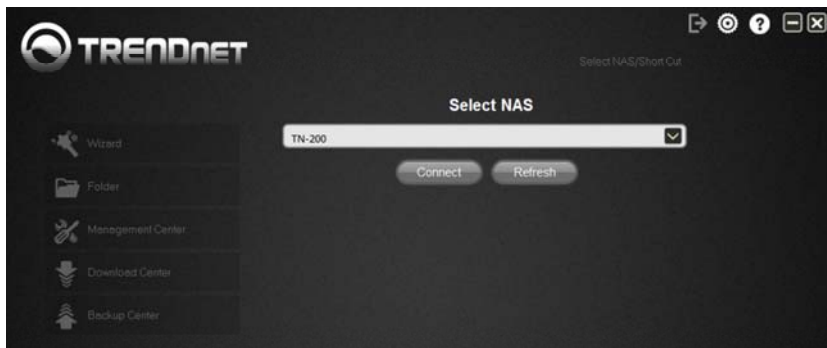 TRENDNET
Select NAS/Short Cut
Select NAS
TN-200
Connect Refresh
Wizard
Folder
Management Center
Download Center
Backup Center